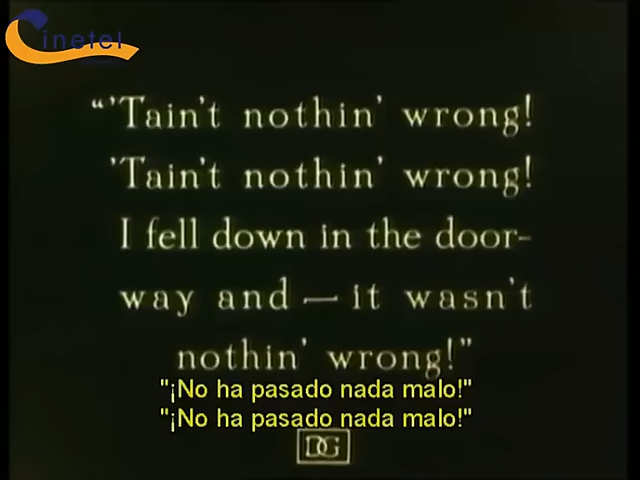 Cinetel
"'Tain't nothin' wrong!
'Tain't nothin' wrong!
I fell down in the door-
way and — it wasn't
nothin' wrong!"
"¡No ha pasado nada malo!"
"¡No ha pasado nada malo!"
DG